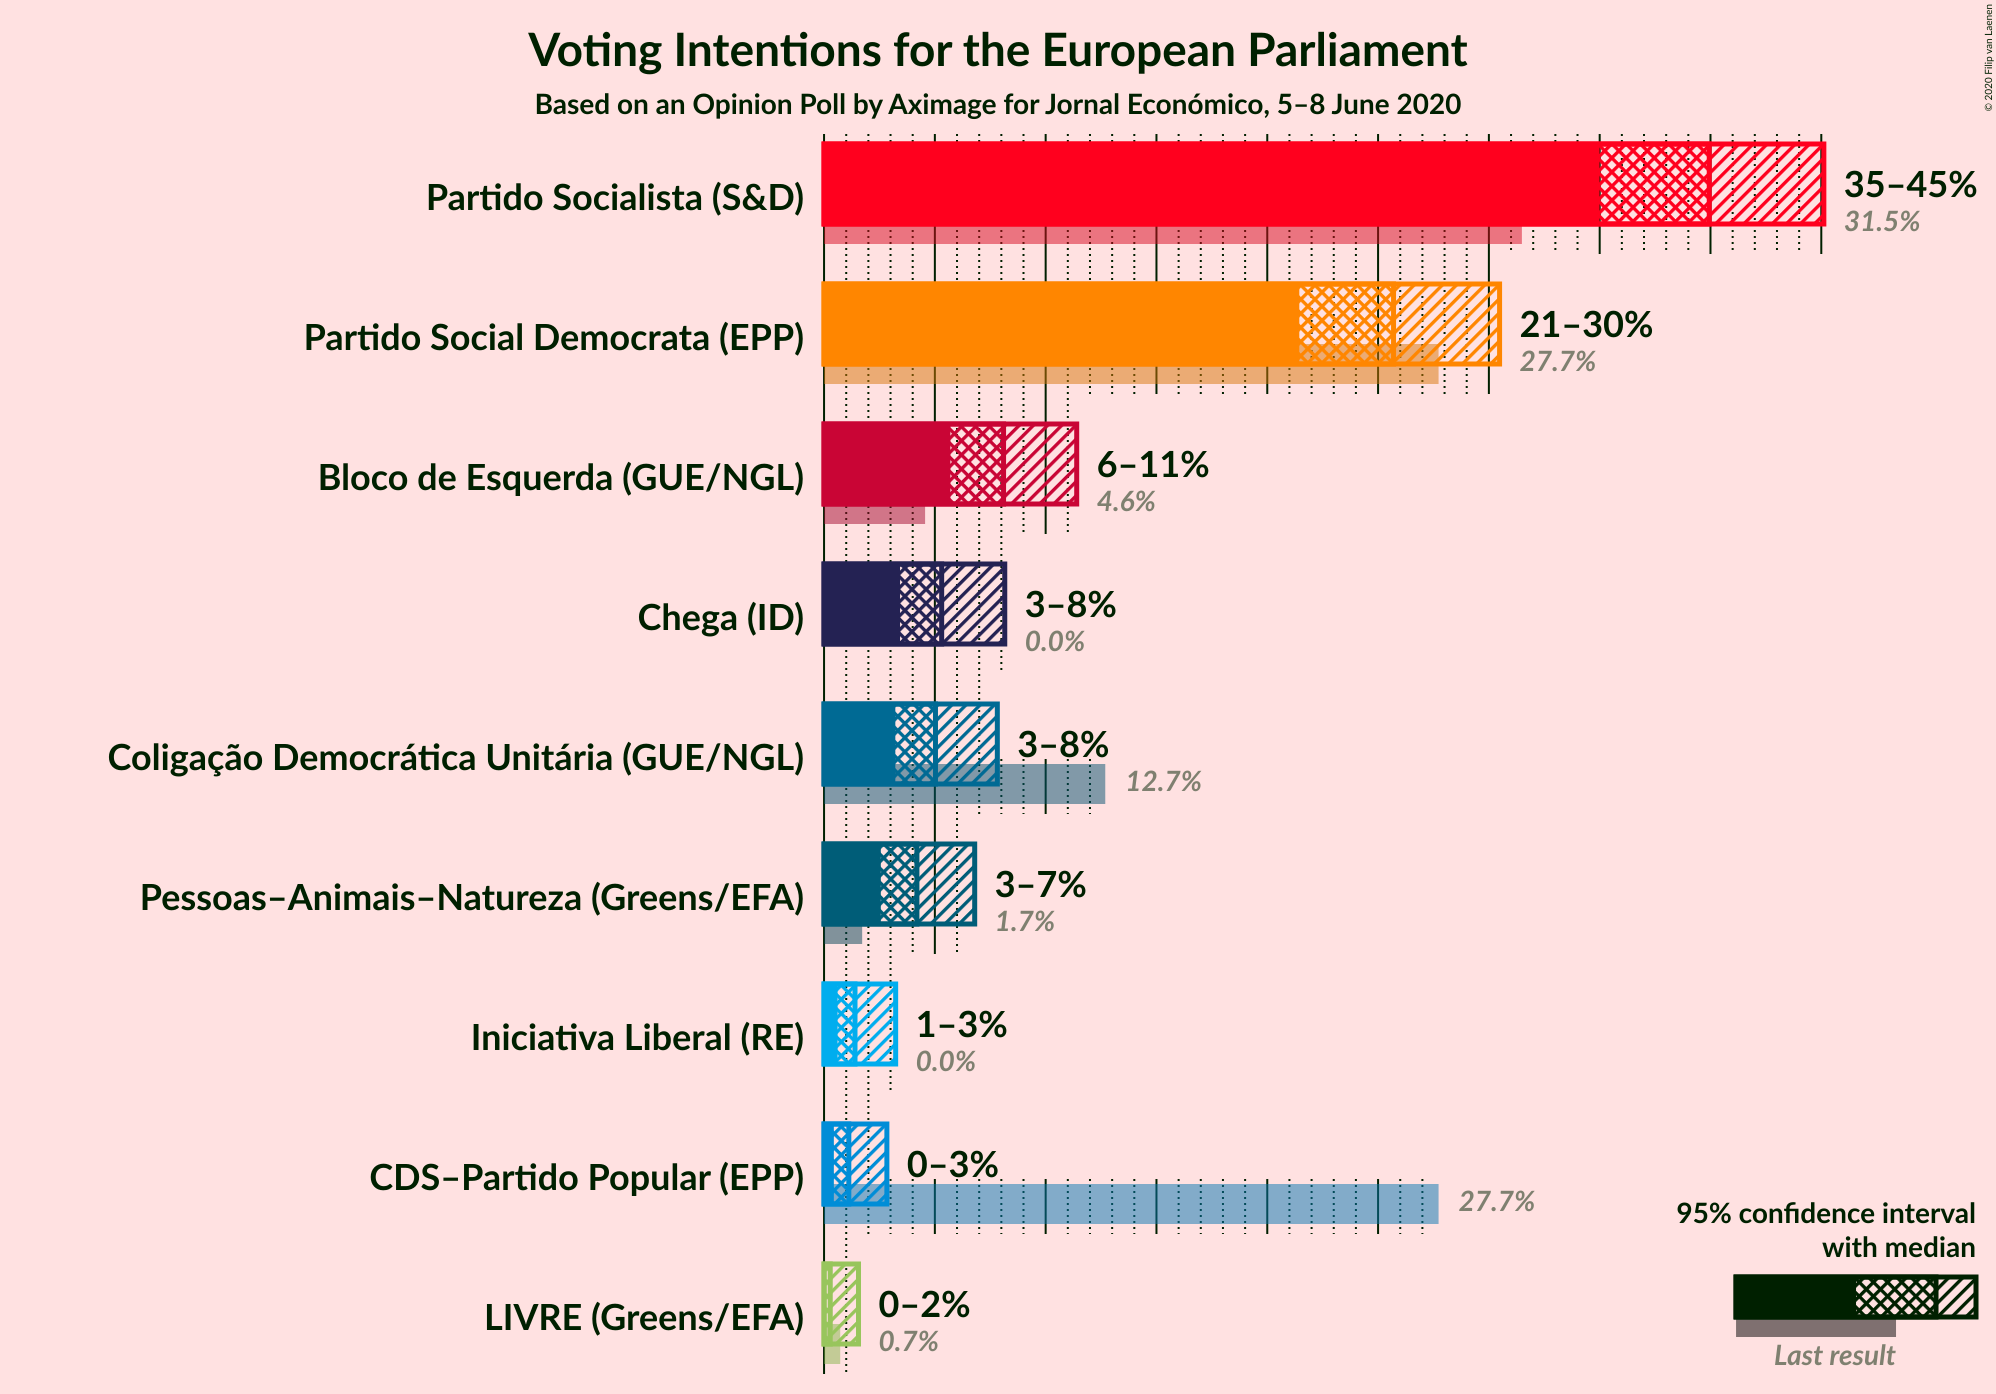 Voting Intentions for the European Parliament
Based on an Opinion Poll by Aximage for Jornal Económico, 5–8 June 2020
© 2020 Filip van Laenen
Partido Socialista (S&D)
35–45%
31.5%
Partido Social Democrata (EPP)
21–30%
27.7%
Bloco de Esquerda (GUE/NGL)
6–11%
4.6%
Chega (ID)
3–8%
0.0%
Coligação Democrática Unitária (GUE/NGL)
3–8%
12.7%
Pessoas–Animais–Natureza (Greens/EFA)
3–7%
1.7%
Iniciativa Liberal (RE)
1–3%
0.0%
CDS–Partido Popular (EPP)
0–3%
27.7%
LIVRE (Greens/EFA)
0–2%
0.7%
95% confidence interval
with median
Last result